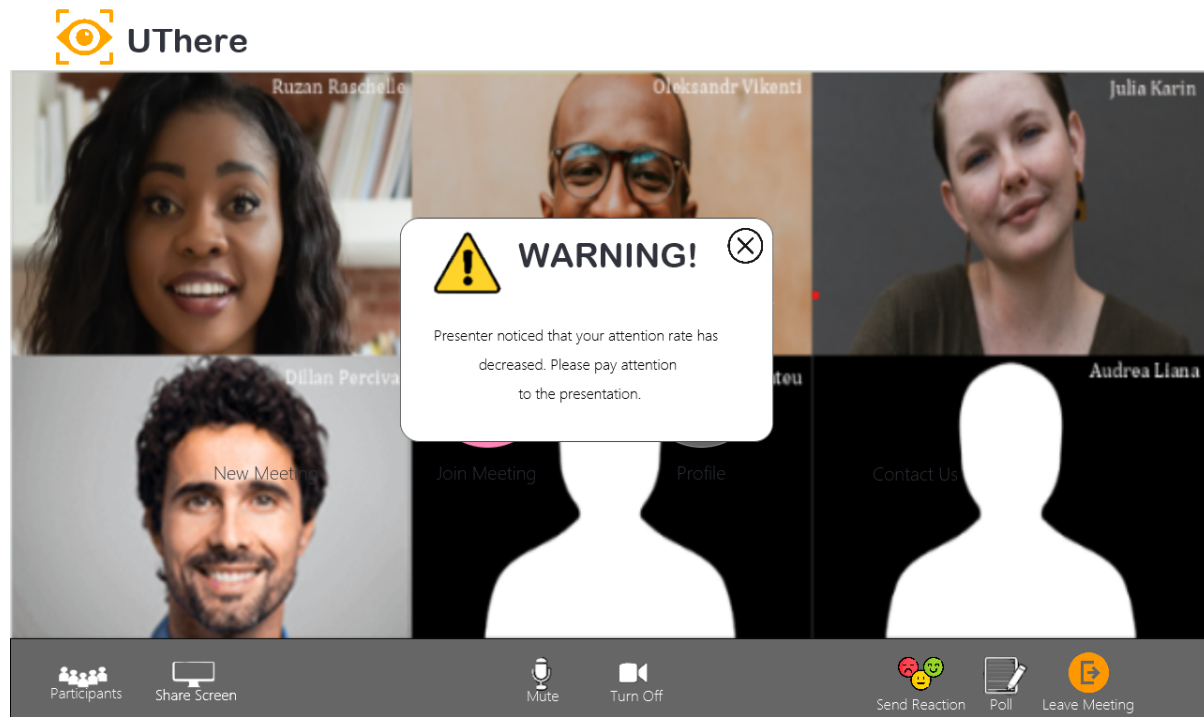 UThere
Ruzan Raschelle
Oleksandr Vikenti
Julia Karin
WARNING!
Presenter noticed that your attention rate has
decreased. Please pay attention
to the presentation.
Dillan Perciva
teu
Audrea Liana
New Meeting
Join Meeting
Profile
Contact Us
Participants
Share Screen
Mute
Turn Off
Send Reaction
Poll
Leave Meeting